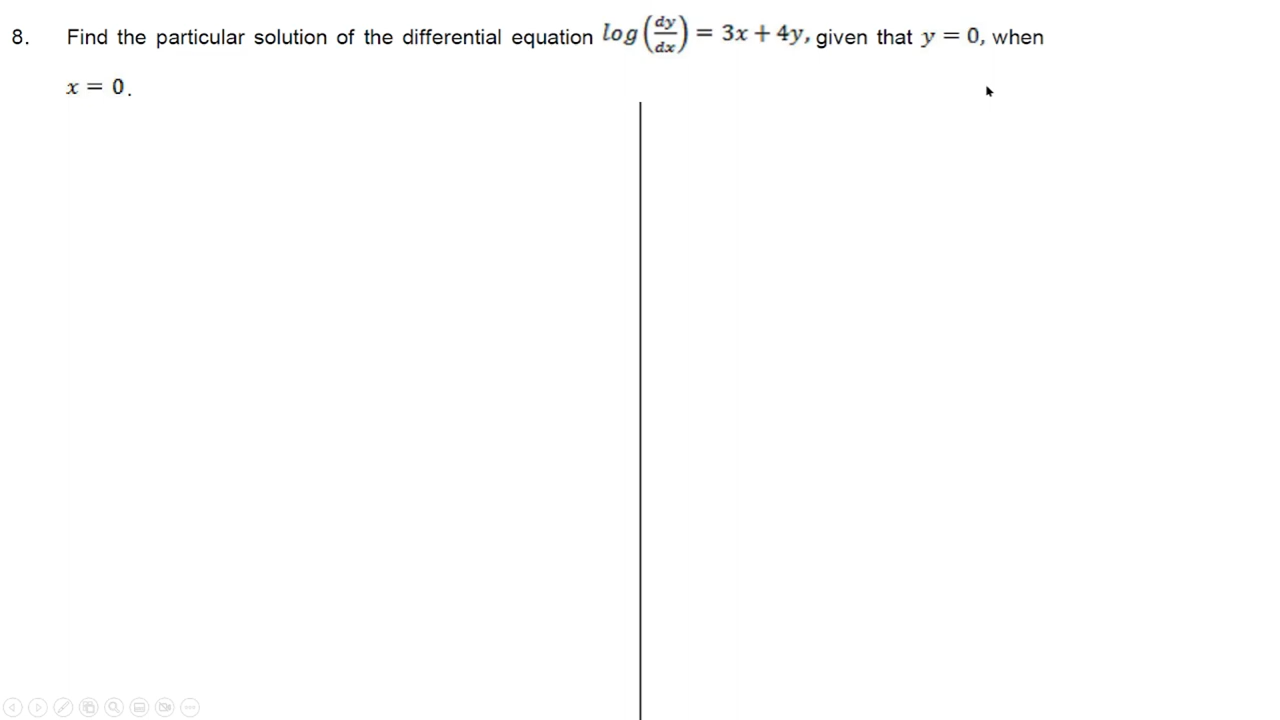 8. Find the particular solution of the differential equation log(dy/dx) = 3x + 4y, given that y = 0, when
x = 0.